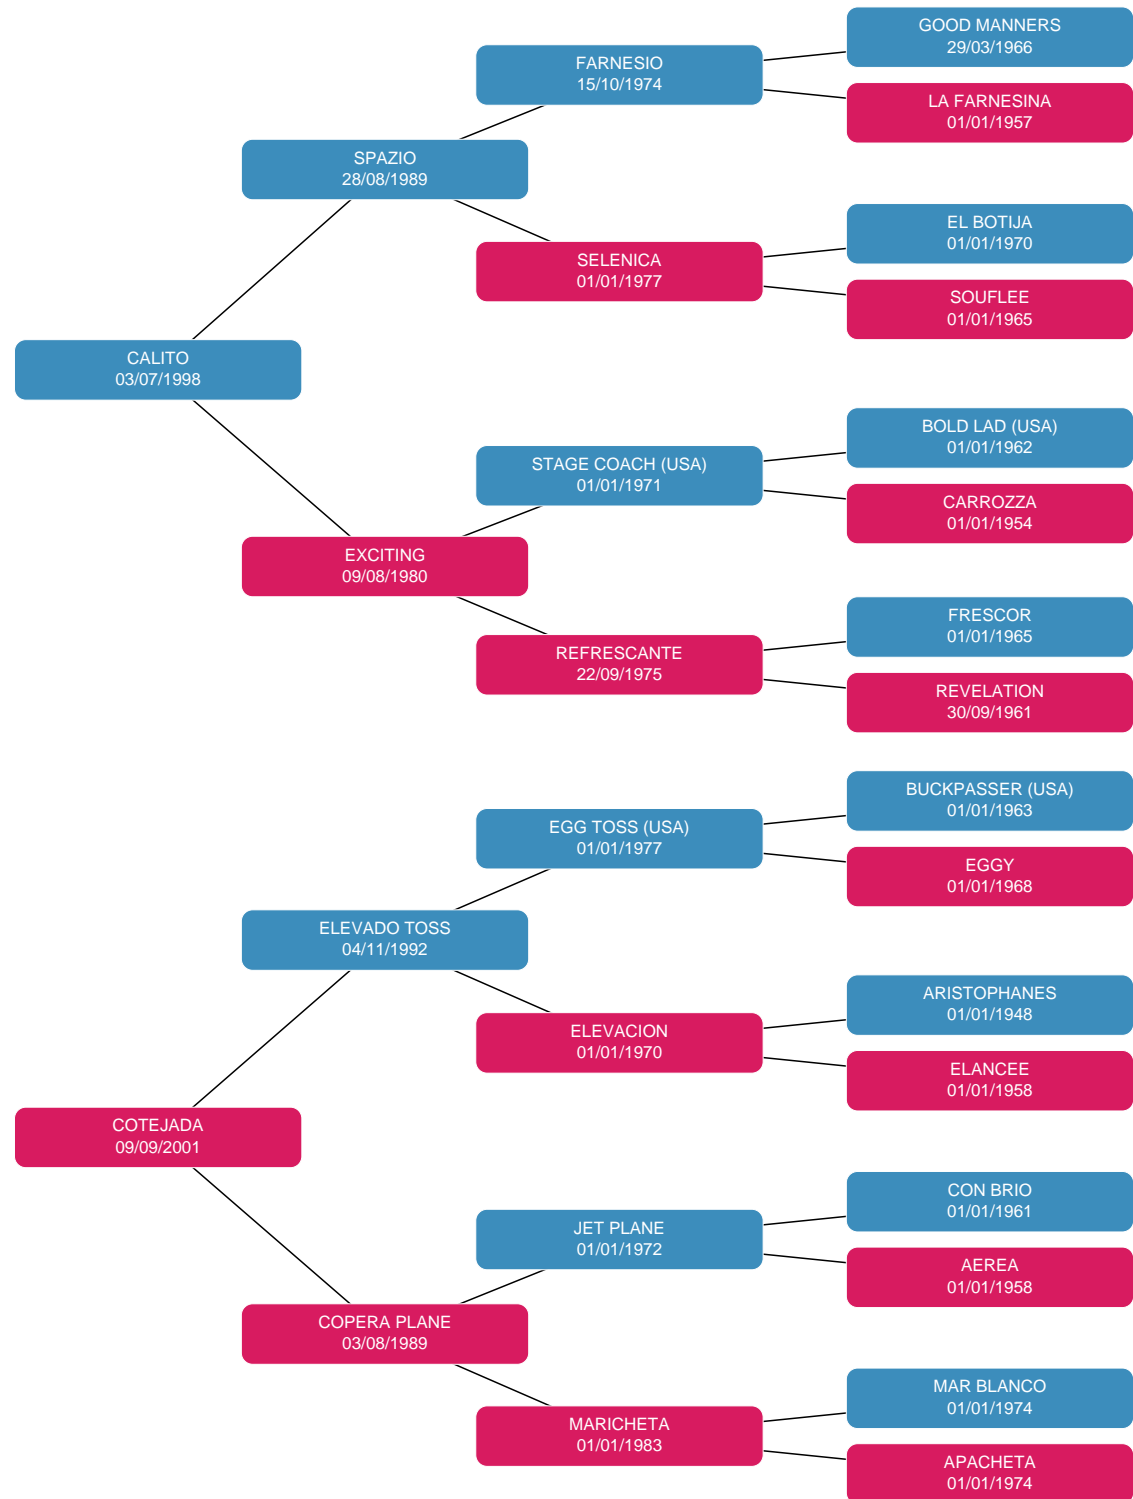 GOOD MANNERS
29/03/1966
FARNESIO
15/10/1974
LA FARNESINA
01/01/1957
SPAZIO
28/08/1989
EL BOTIJA
01/01/1970
SELENICA
01/01/1977
SOUFLEE
01/01/1965
CALITO
03/07/1998
BOLD LAD (USA)
01/01/1962
STAGE COACH (USA)
01/01/1971
CARROZZA
01/01/1954
EXCITING
09/08/1980
FRESCOR
01/01/1965
REFRESCANTE
22/09/1975
REVELATION
30/09/1961
BUCKPASSER (USA)
01/01/1963
EGG TOSS (USA)
01/01/1977
EGGY
01/01/1968
ELEVADO TOSS
04/11/1992
ARISTOPHANES
01/01/1948
ELEVACION
01/01/1970
ELANCEE
01/01/1958
COTEJADA
09/09/2001
CON BRIO
01/01/1961
JET PLANE
01/01/1972
AEREA
01/01/1958
COPERA PLANE
03/08/1989
MAR BLANCO
01/01/1974
MARICHETA
01/01/1983
APACHETA
01/01/1974